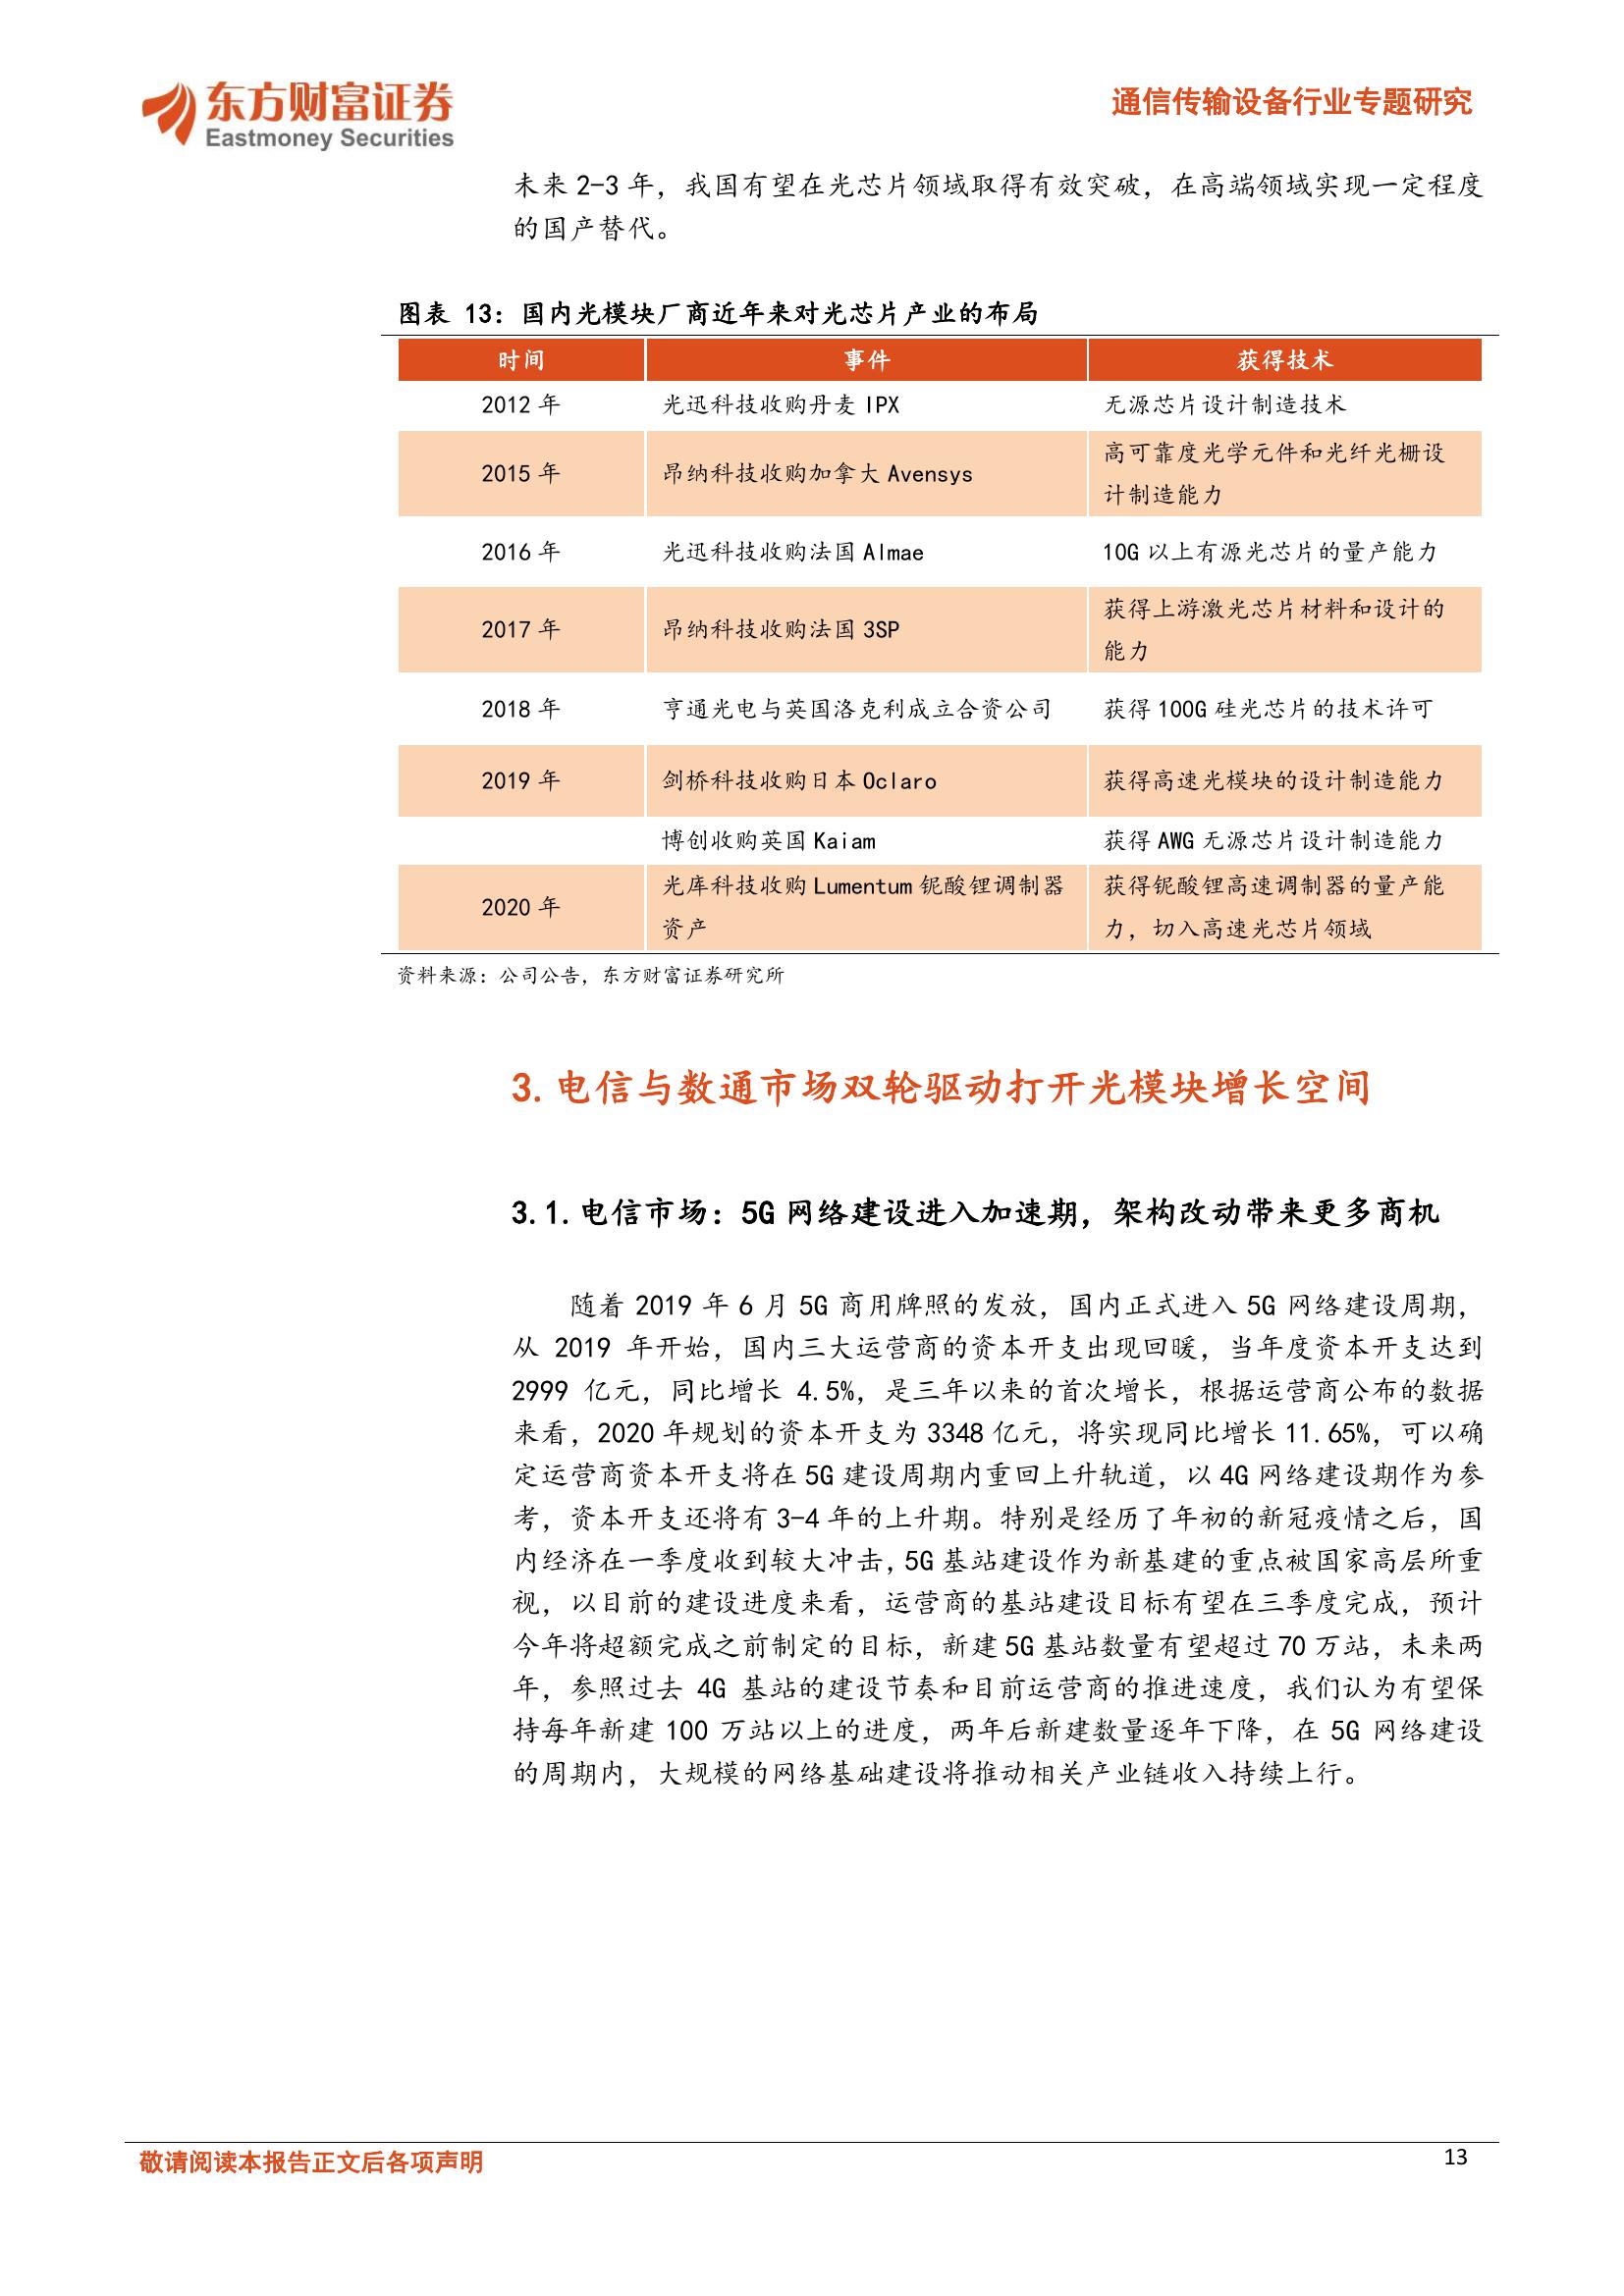 东方财富证券
Eastmoney Securities
通信传输设备行业专题研究
未来 2-3 年，我国有望在光芯片领域取得有效突破，在高端领域实现一定程度
的国产替代。
图表 13：国内光模块厂商近年来对光芯片产业的布局
时间 事件 获得技术
2012 年 光迅科技收购丹麦 IPX 无源芯片设计制造技术
2015 年 昂纳科技收购加拿大 Avensys 高可靠度光学元件和光纤光栅设
计制造能力
2016 年 光迅科技收购法国 Almae 10G 以上有源光芯片的量产能力
2017 年 昂纳科技收购法国 3SP 获得上游激光芯片材料和设计的
能力
2018 年 亨通光电与英国洛克利成立合资公司 获得 100G 硅光芯片的技术许可
2019 年 剑桥科技收购日本 Oclaro 获得高速光模块的设计制造能力
博创收购英国 Kaiam 获得 AWG 无源芯片设计制造能力
2020 年 光库科技收购 Lumentum 铌酸锂调制器 获得铌酸锂高速调制器的量产能
资产 力，切入高速光芯片领域
资料来源：公司公告，东方财富证券研究所
3. 电信与数通市场双轮驱动打开光模块增长空间
3.1. 电信市场：5G 网络建设进入加速期，架构改动带来更多商机
随着 2019 年 6 月 5G 商用牌照的发放，国内正式进入 5G 网络建设周期，
从 2019 年开始，国内三大运营商的资本开支出现回暖，当年度资本开支达到
2999 亿元，同比增长 4.5%，是三年以来的首次增长，根据运营商公布的数据
来看，2020 年规划的资本开支为 3348 亿元，将实现同比增长 11.65%，可以确
定运营商资本开支将在 5G 建设周期内重回上升轨道，以 4G 网络建设期作为参
考，资本开支还将有 3-4 年的上升期。特别是经历了年初的新冠疫情之后，国
内经济在一季度收到较大冲击，5G 基站建设作为新基建的重点被国家高层所重
视，以目前的建设进度来看，运营商的基站建设目标有望在三季度完成，预计
今年将超额完成之前制定的目标，新建 5G 基站数量有望超过 70 万站，未来两
年，参照过去 4G 基站的建设节奏和目前运营商的推进速度，我们认为有望保
持每年新建 100 万站以上的进度，两年后新建数量逐年下降，在 5G 网络建设
的周期内，大规模的网络基础建设将推动相关产业链收入持续上行。
敬请阅读本报告正文后各项声明
13